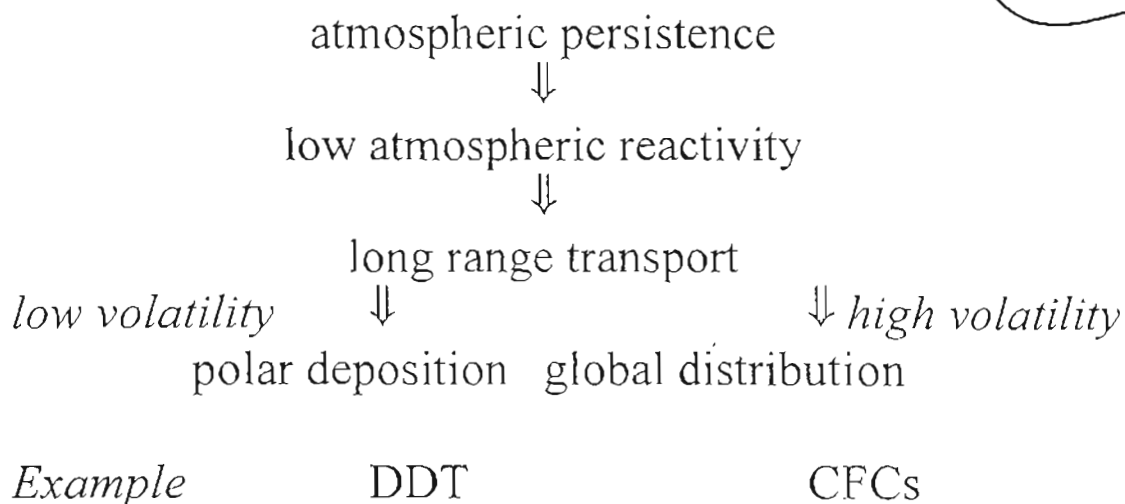 atmospheric persistence
⇓
low atmospheric reactivity
⇓
long range transport
low volatility ⇓ ⇓ high volatility
polar deposition global distribution
Example DDT CFCs